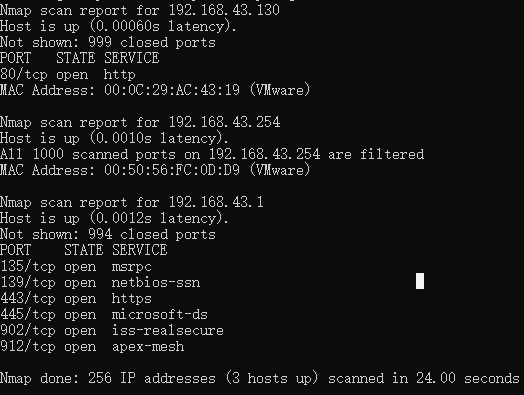 Nmap scan report for 192.168.43.130
Host is up (0.00060s latency).
Not shown: 999 closed ports
PORT   STATE SERVICE
80/tcp open  http
MAC Address: 00:0C:29:AC:43:19 (VMware)
Nmap scan report for 192.168.43.254
Host is up (0.0010s latency).
All 1000 scanned ports on 192.168.43.254 are filtered
MAC Address: 00:50:56:FC:0D:D9 (VMware)
Nmap scan report for 192.168.43.1
Host is up (0.0012s latency).
Not shown: 994 closed ports
PORT    STATE SERVICE
135/tcp open  msrpc
139/tcp open  netbios-ssn
443/tcp open  https
445/tcp open  microsoft-ds
902/tcp open  iss-realsecure
912/tcp open  apex-mesh
Nmap done: 256 IP addresses (3 hosts up) scanned in 24.00 seconds